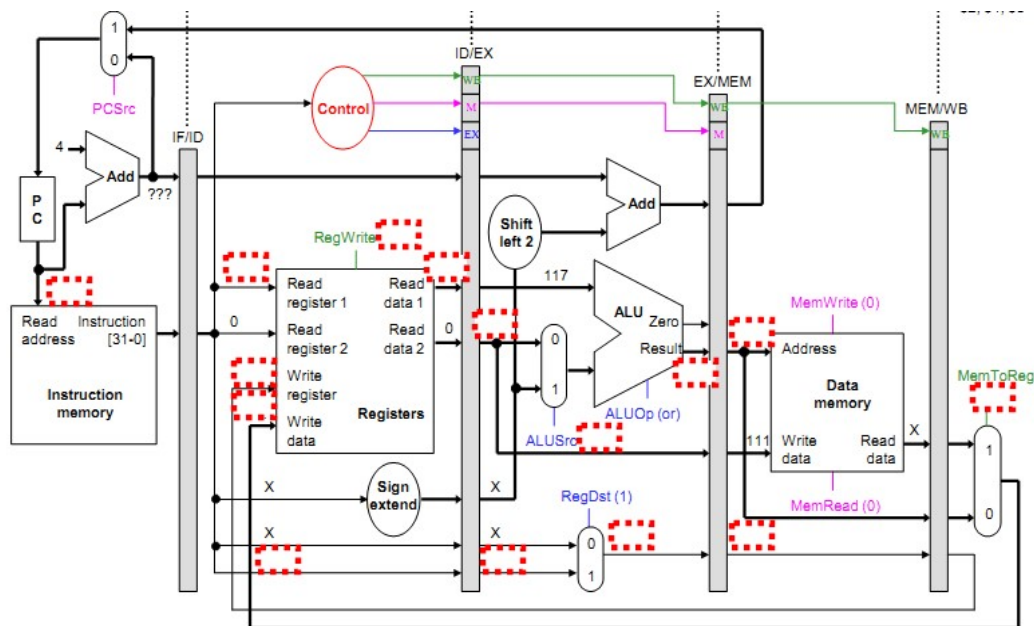 1
0
PCSrc
4
Add
???
P
C
Read
address
Instruction
[31-0]
Instruction
memory
IF/ID
Control
ID/EX
WB
M
EX
EX/MEM
WB
M
MEM/WB
WB
Add
Shift
left 2
RegWrite
Read
register 1
Read
data 1
0
Read
register 2
Read
data 2
0
Write
register
Write
data
Registers
117
ALU
Zero
Result
0
1
ALUSrc
ALUOp (or)
MemWrite (0)
Address
Data
memory
111
Write
data
Read
data
X
MemRead (0)
MemToReg
1
0
X
Sign
extend
X
RegDst (1)
X
X
0
1